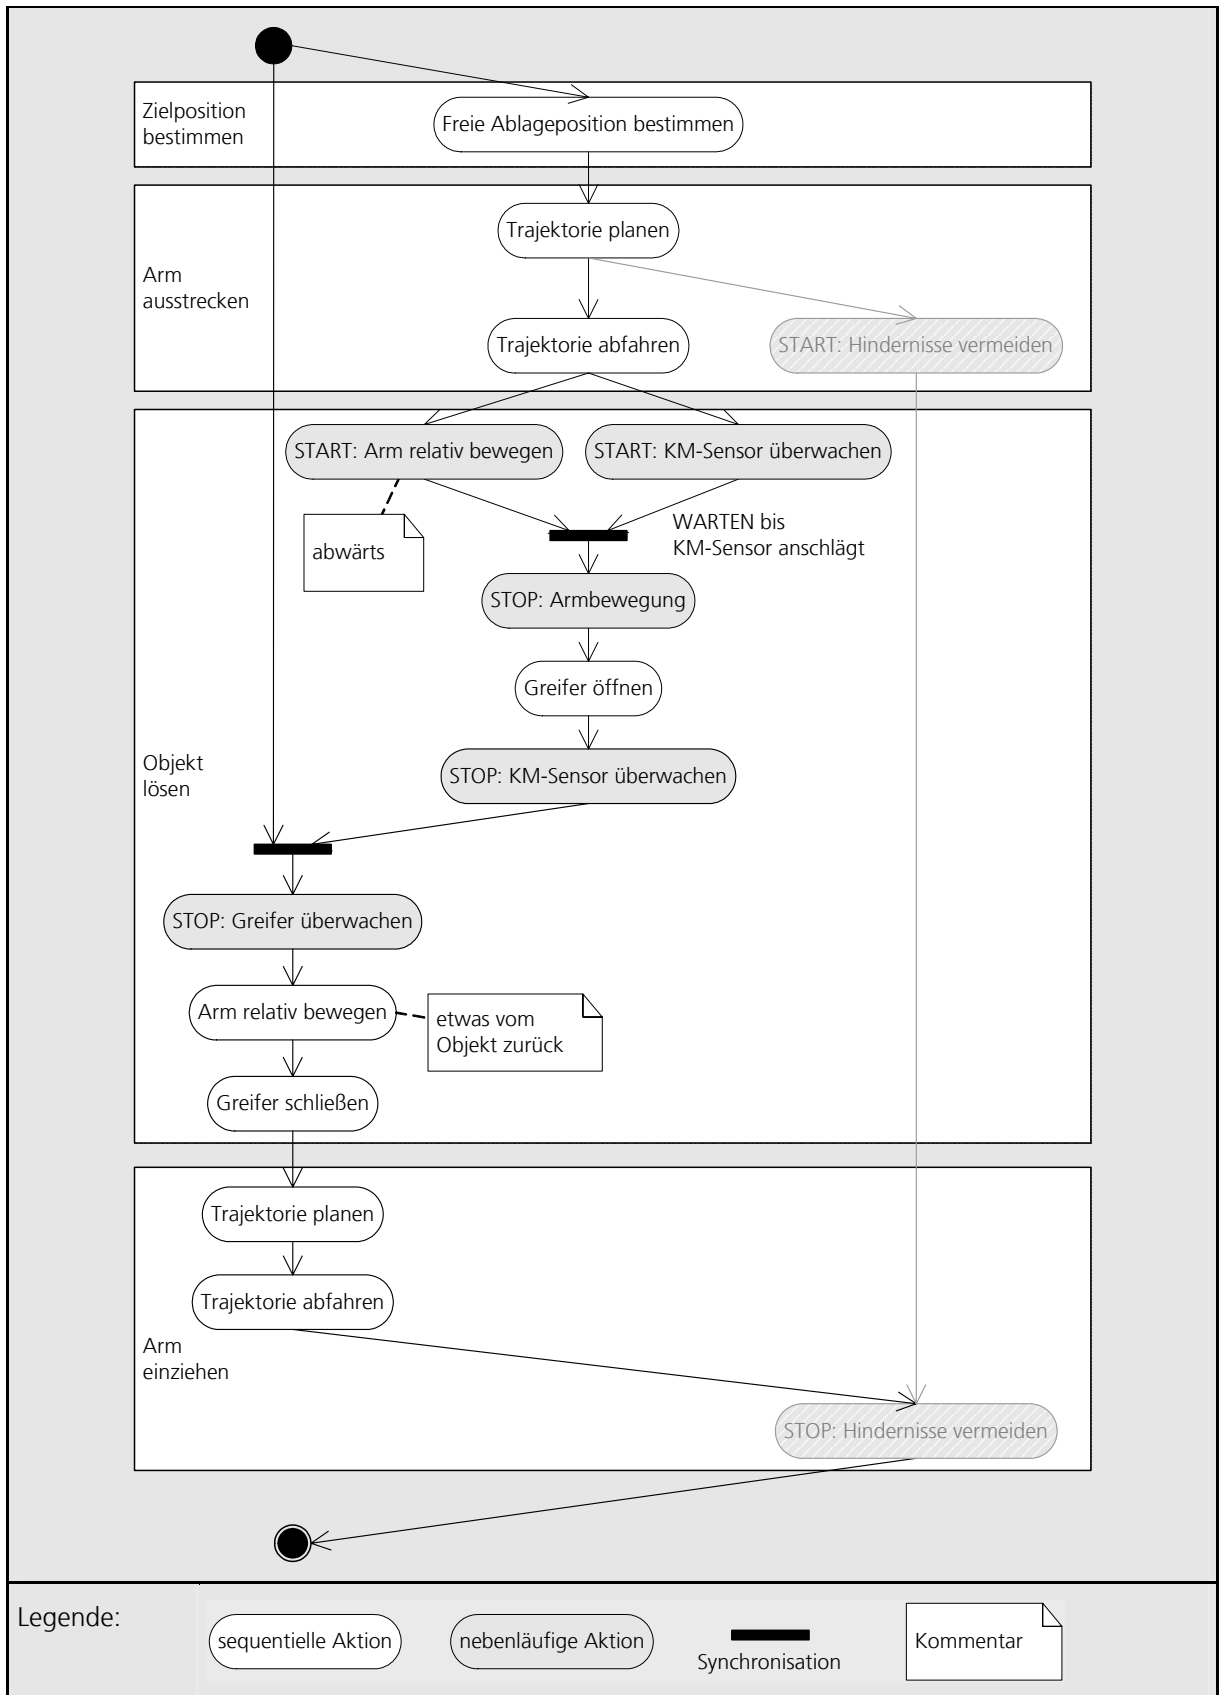 Zielposition
bestimmen
Freie Ablageposition bestimmen
Trajektorie planen
Arm
ausstrecken
Trajektorie abfahren
START: Hindernisse vermeiden
START: Arm relativ bewegen
START: KM-Sensor überwachen
WARTEN bis
KM-Sensor anschlägt
abwärts
STOP: Armbewegung
Greifer öffnen
Objekt
lösen
STOP: KM-Sensor überwachen
STOP: Greifer überwachen
Arm relativ bewegen
etwas vom
Objekt zurück
Greifer schließen
Trajektorie planen
Trajektorie abfahren
Arm
einziehen
STOP: Hindernisse vermeiden
Legende:
sequentielle Aktion
nebenläufige Aktion
Synchronisation
Kommentar